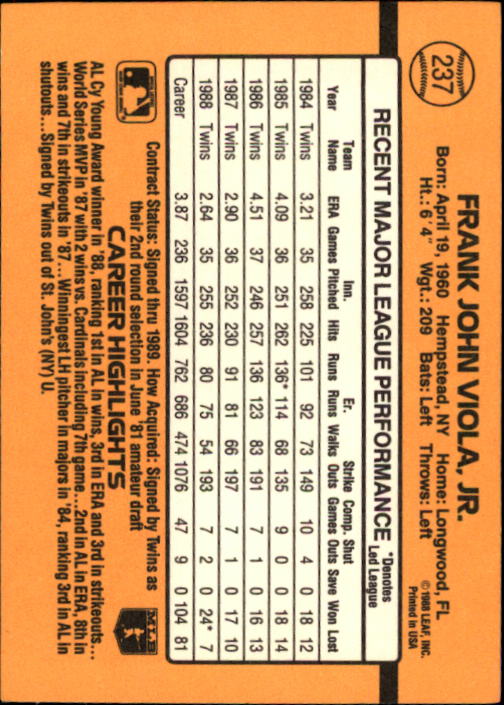 237
FRANK JOHN VIOLA, JR.
Born: April 19, 1960 Hempstead, NY Home: Longwood, FL
Ht.: 6'4" Wgt.: 209 Bats: Left Throws: Left
©1988 LEAF, INC.
Printed in USA
RECENT MAJOR LEAGUE PERFORMANCE *Denotes Led League
Year Team Name ERA Games Inn. Pitched Hits Runs Er. Runs Walks Strike Outs Comp. Games Shut Outs Save Won Lost
1984 Twins 3.21 35 258 225 101 92 73 149 10 4 0 18 12
1985 Twins 4.09 36 251 262 136* 114 68 135 9 0 0 18 14
1986 Twins 4.51 37 246 257 136 123 83 191 7 1 0 16 13
1987 Twins 2.90 36 252 230 91 81 66 197 7 1 0 17 10
1988 Twins 2.64 35 255 236 80 75 54 193 7 2 0 24* 7
Career 3.87 236 1597 1604 762 686 474 1076 47 9 0 104 81
Contract Status: Signed thru 1989. How Acquired: Signed by Twins as
their 2nd round selection in June '81 amateur draft
CAREER HIGHLIGHTS
MLB
AL Cy Young Award winner in '88, ranking 1st in AL in wins, 3rd in ERA and 3rd in strikeouts...
World Series MVP in '87 with 2 wins vs. Cardinals including 7th game...2nd in AL in ERA, 8th in
wins and 7th in strikeouts in '87...Winningest LH pitcher in majors in '84, ranking 3rd in AL in
shutouts...Signed by Twins out of St. John's (NY) U.